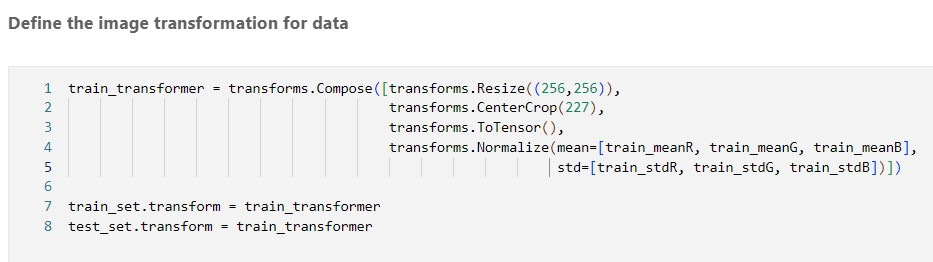 Define the image transformation for data
1 train_transformer = transforms.Compose([transforms.Resize((256,256)),
2 transforms.CenterCrop(227),
3 transforms.ToTensor(),
4 transforms.Normalize(mean=[train_meanR, train_meanG, train_meanB],
5 std=[train_stdR, train_stdG, train_stdB])])
6
7 train_set.transform = train_transformer
8 test_set.transform = train_transformer